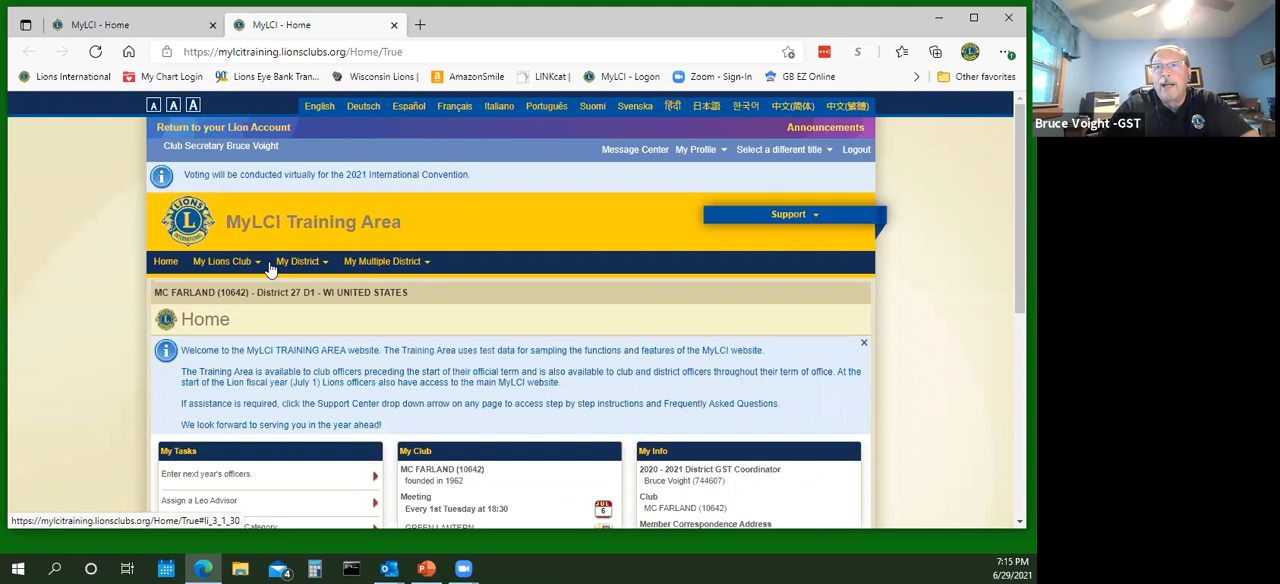 MyLCI - Home
MyLCI - Home
https://mylcitraining.lionsclubs.org/Home/True
Lions International
My Chart Login
Lions Eye Bank Tran...
Wisconsin Lions |
AmazonSmile
LINKcat |
MyLCI - Logon
Zoom - Sign-In
GB EZ Online
Other favorites
A A A
English Deutsch Español Français Italiano Português Suomi Svenska हिंदी 日本語 한국어 中文(简体) 中文(繁體)
Return to your Lion Account
Announcements
Club Secretary Bruce Voight
Message Center My Profile Select a different title Logout
Voting will be conducted virtually for the 2021 International Convention.
LIONS
L
INTERNATIONAL
MyLCI Training Area
Support
Home My Lions Club My District My Multiple District
MC FARLAND (10642) - District 27 D1 - WI UNITED STATES
Home
Welcome to the MyLCI TRAINING AREA website. The Training Area uses test data for sampling the functions and features of the MyLCI website.
The Training Area is available to club officers preceding the start of their official term and is also available to club and district officers throughout their term of office. At the
start of the Lion fiscal year (July 1) Lions officers also have access to the main MyLCI website.
If assistance is required, click the Support Center drop down arrow on any page to access step by step instructions and Frequently Asked Questions.
We look forward to serving you in the year ahead!
My Tasks
Enter next year's officers.
Assign a Leo Advisor
Category
My Club
MC FARLAND (10642)
founded in 1962
Meeting
Every 1st Tuesday at 18:30
JUL
6
GREEN LANTERN
My Info
2020 - 2021 District GST Coordinator
Bruce Voight (744607)
Club
MC FARLAND (10642)
Member Correspondence Address
https://mylcitraining.lionsclubs.org/Home/True#li_3_1_30
4
7:15 PM
6/29/2021
Bruce Voight -GST